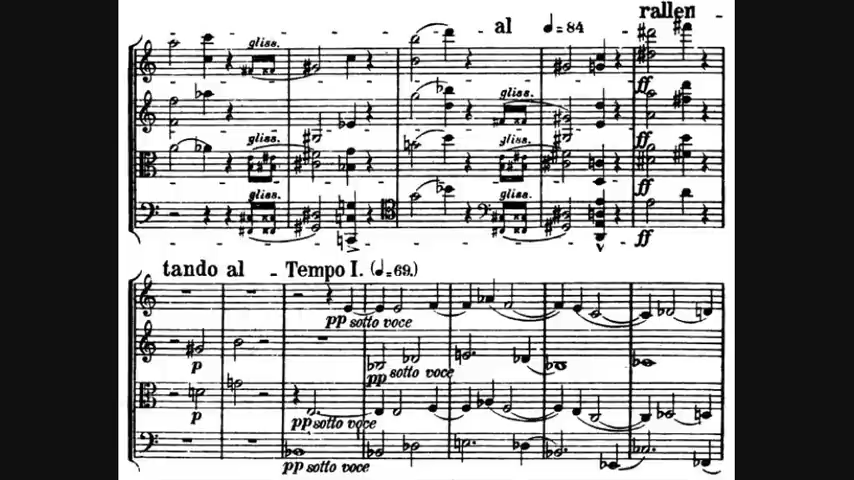 rallen -
al ♩=84
gliss.
gliss.
gliss.
gliss.
gliss.
gliss.
ff
ff
ff
ff
tando al - Tempo I. (♩=69.)
pp sotto voce
p
pp sotto voce
p
pp sotto voce
pp sotto voce